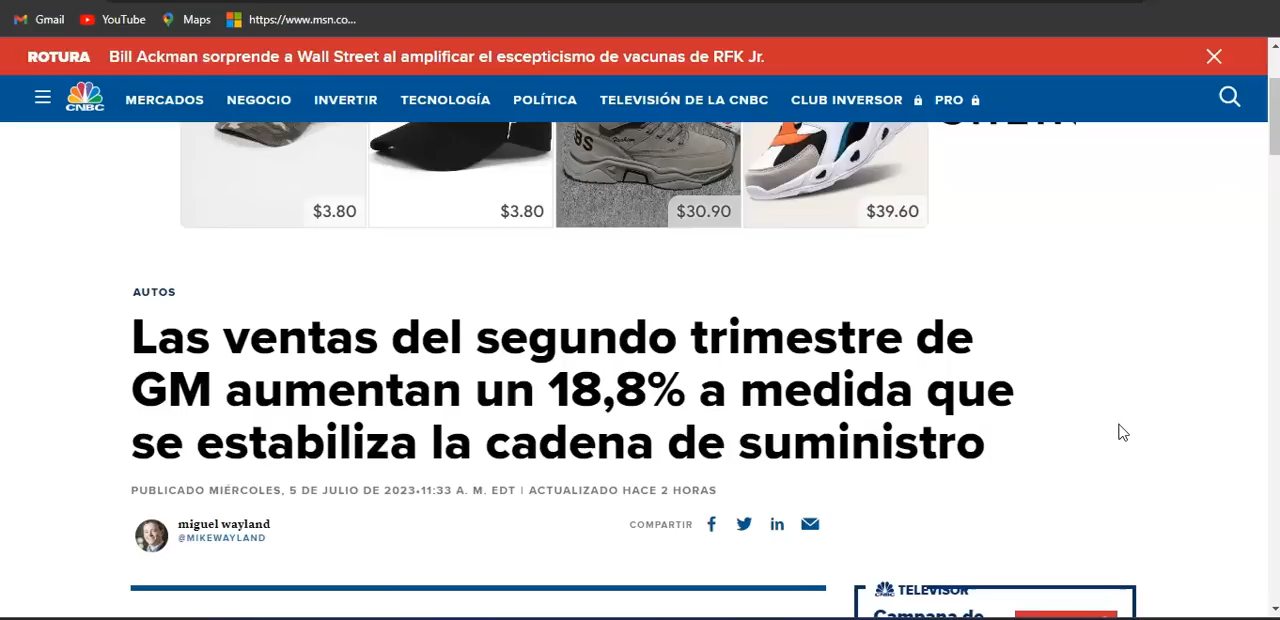 Gmail YouTube Maps https://www.msn.co...
ROTURA Bill Ackman sorprende a Wall Street al amplificar el escepticismo de vacunas de RFK Jr.
CNBC MERCADOS NEGOCIO INVERTIR TECNOLOGÍA POLÍTICA TELEVISIÓN DE LA CNBC CLUB INVERSOR PRO
$3.80 $3.80 $30.90 $39.60
AUTOS
Las ventas del segundo trimestre de
GM aumentan un 18,8% a medida que
se estabiliza la cadena de suministro
PUBLICADO MIÉRCOLES, 5 DE JULIO DE 2023•11:33 A. M. EDT | ACTUALIZADO HACE 2 HORAS
miguel wayland
@MIKEWAYLAND
COMPARTIR
CNBC TELEVISOR
Campana de